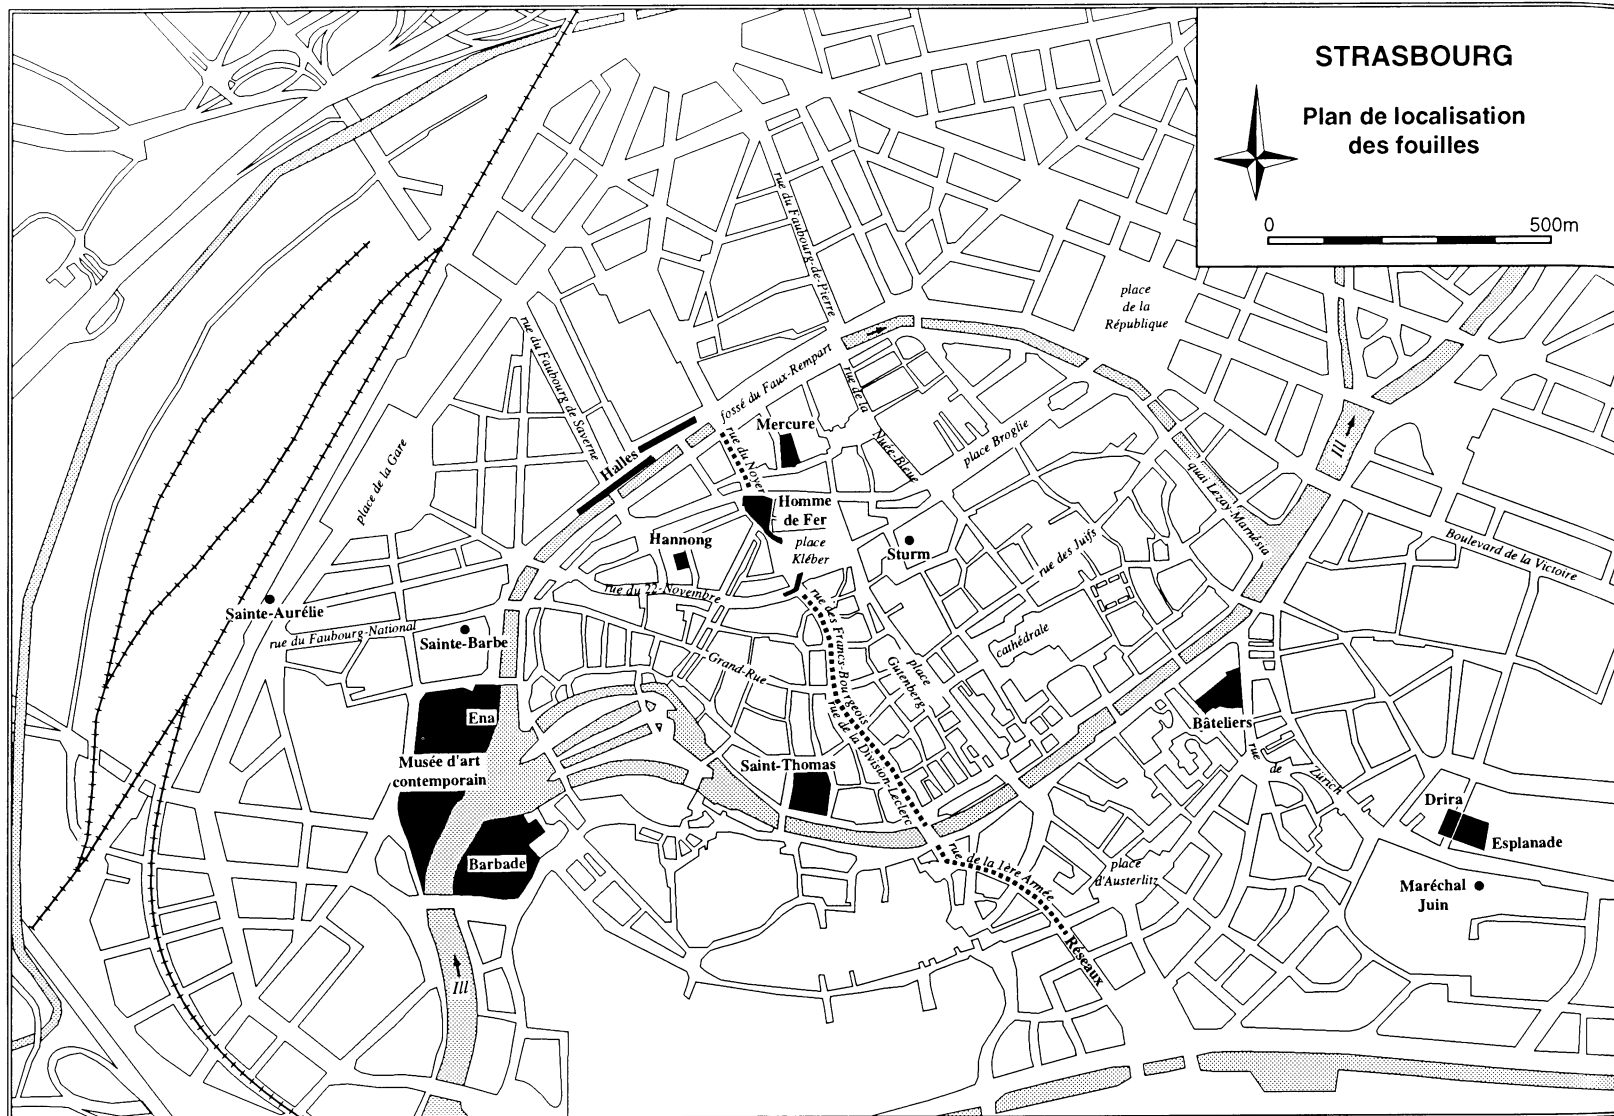 STRASBOURG
Plan de localisation
des fouilles
0
500m
rue du Faubourg-de-Pierre
place
de la
République
rue du Faubourg de Saverne
fossé du Faux-Rempart
rue de la
Nuée-Bleue
Mercure
rue du Noyer
place Broglie
place de la Gare
Halles
Ill
quai Lezay-Marnésia
Homme
de Fer
place
Kléber
Hannong
Sturm
rue des Juifs
Boulevard de la Victoire
rue du 22-Novembre
Sainte-Aurélie
rue du Faubourg-National
Sainte-Barbe
rue des Francs-Bourgeois
cathédrale
Grand-Rue
place
Gutenberg
Ena
Bâteliers
rue de la Division-Leclerc
Musée d'art
contemporain
Saint-Thomas
rue de Zurich
Drira
Esplanade
Barbade
rue de la 1ère Armée
place
d'Austerlitz
Maréchal
Juin
Réseaux
Ill